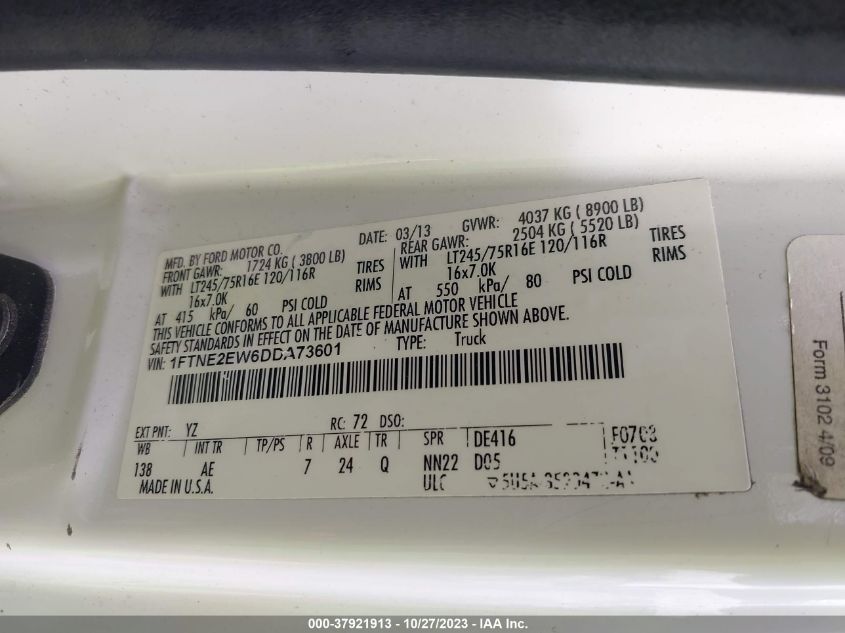 MFD. BY FORD MOTOR CO.
DATE: 03/13 GVWR: 4037 KG ( 8900 LB)
FRONT GAWR: 1724 KG ( 3800 LB) REAR GAWR: 2504 KG ( 5520 LB)
WITH LT245/75R16E 120/116R TIRES WITH LT245/75R16E 120/116R TIRES
16x7.0K RIMS 16x7.0K RIMS
AT 415 kPa/ 60 PSI COLD AT 550 kPa/ 80 PSI COLD
THIS VEHICLE CONFORMS TO ALL APPLICABLE FEDERAL MOTOR VEHICLE
SAFETY STANDARDS IN EFFECT ON THE DATE OF MANUFACTURE SHOWN ABOVE.
VIN: 1FTNE2EW6DDA73601 TYPE: Truck
EXT PNT: YZ RC: 72 DSO:
WB INT TR TP/PS R AXLE TR SPR DE416
138 AE 7 24 Q NN22 D05
MADE IN U.S.A. ULC
Form 3102 4/09
000-37921913 - 10/27/2023 - IAA Inc.